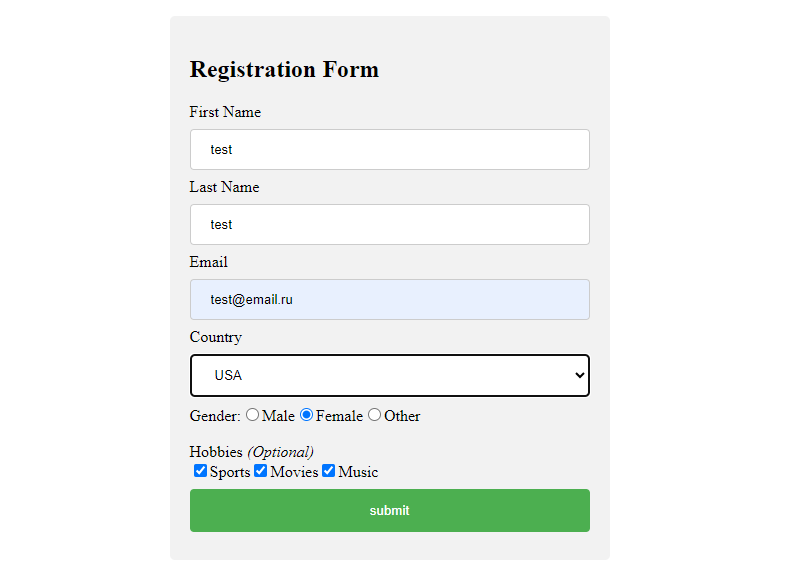 Registration Form
First Name
test
Last Name
test
Email
test@email.ru
Country
USA
Gender: Male Female Other
Hobbies (Optional)
Sports Movies Music
submit